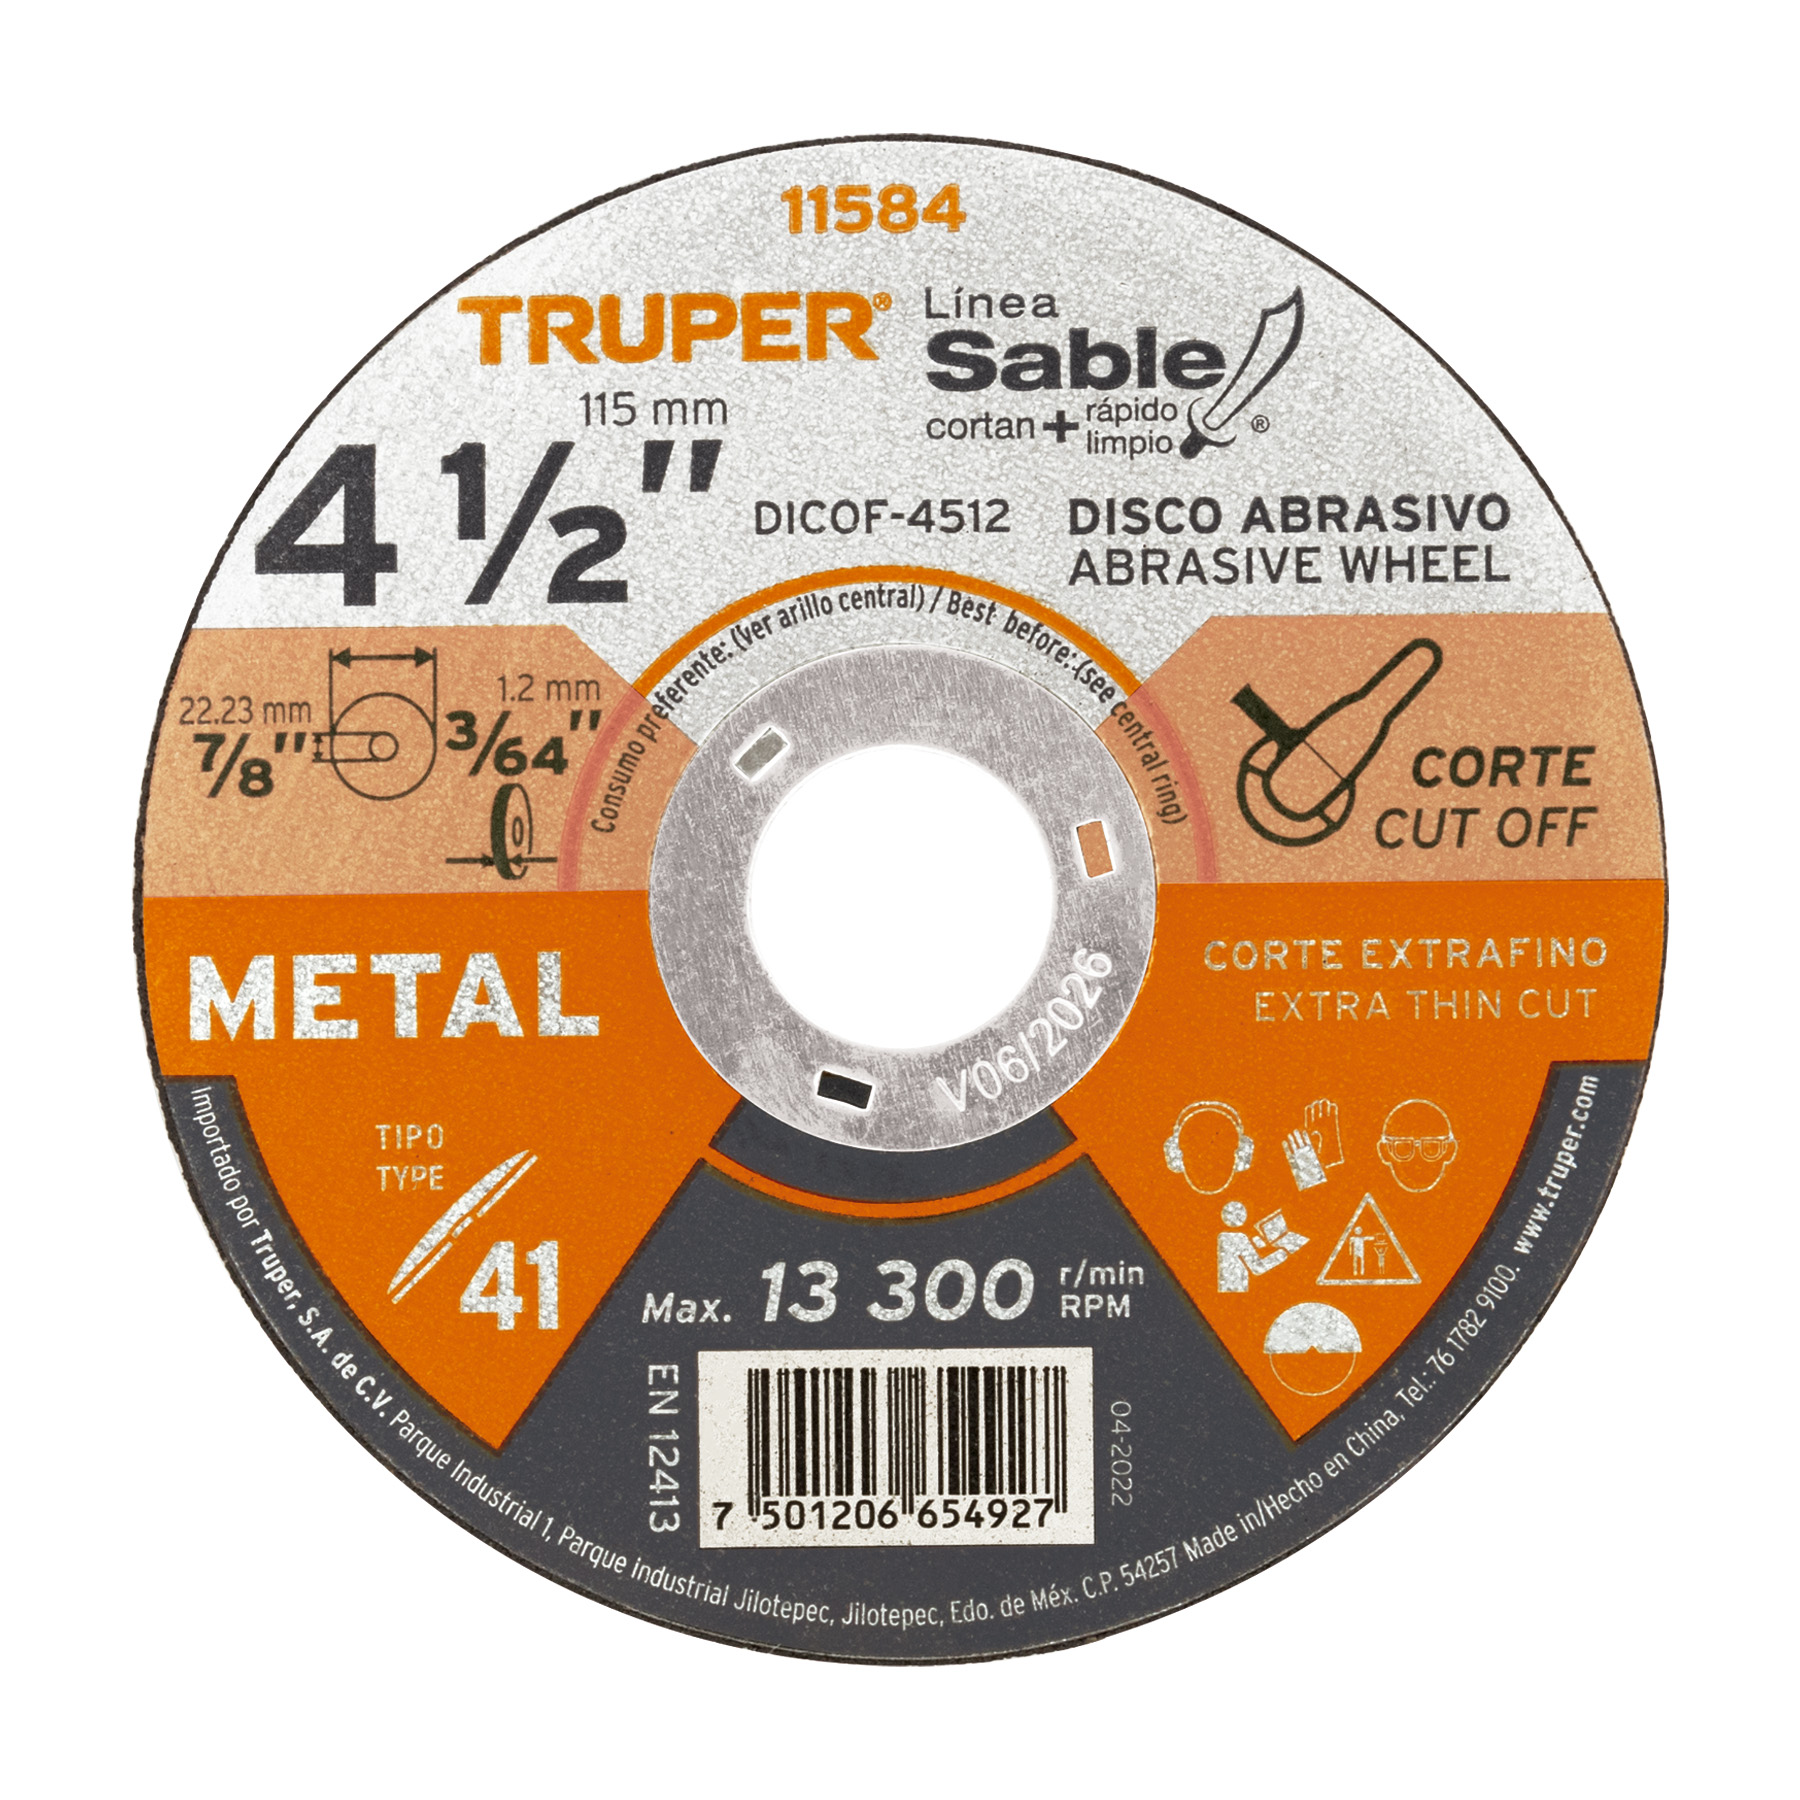 11584
TRUPER®
Línea
Sable
cortan + rápido
limpio
®
115 mm
4 ½"
DICOF-4512
DISCO ABRASIVO
ABRASIVE WHEEL
Consumo preferente: (Ver arillo central) / Best before: (see central ring)
22.23 mm
7/8"
1.2 mm
3/64"
CORTE
CUT OFF
METAL
CORTE EXTRAFINO
EXTRA THIN CUT
V06/2026
TIPO
TYPE
41
Max. 13 300 r/min
RPM
EN 12413
7 501206 654927
04-2022
Importado por Truper, S.A. de C.V. Parque Industrial 1, Parque industrial Jilotepec, Jilotepec, Edo. de Méx. C.P. 54257 Made in/Hecho en China, Tel.: 76 1782 9100. www.truper.com